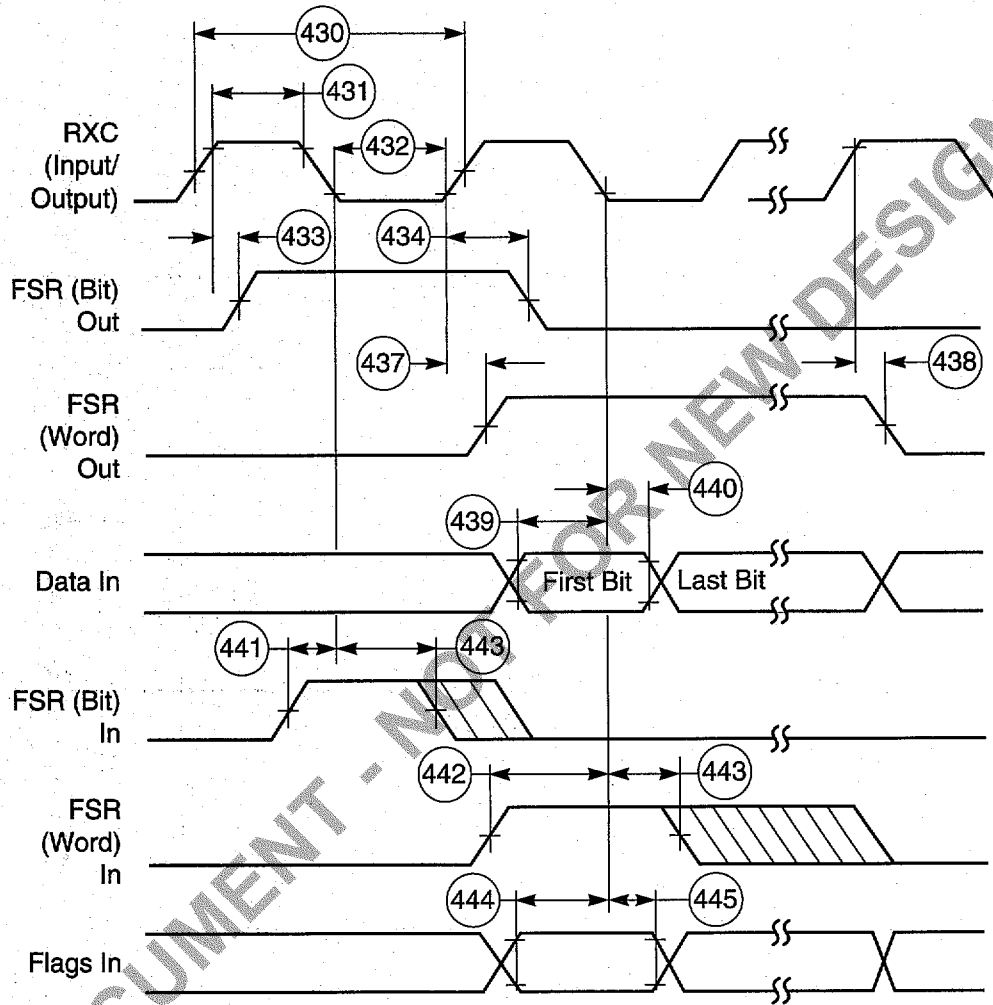 430
431
RXC
(Input/
Output)
432
433
434
FSR (Bit)
Out
437
438
FSR
(Word)
Out
439
440
Data In
First Bit
Last Bit
441
443
FSR (Bit)
In
442
443
FSR
(Word)
In
444
445
Flags In
CUMENT - NOT FOR NEW DESIGN